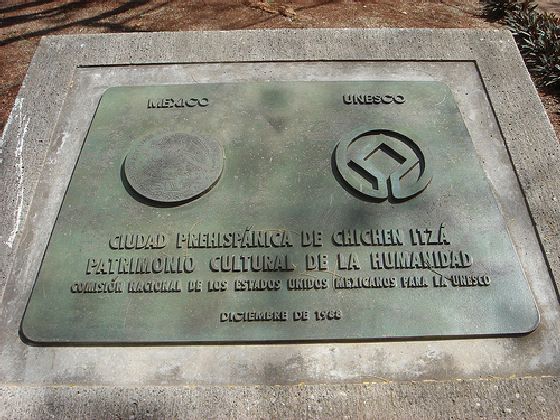 MEXICO UNESCO
CIUDAD PREHISPÁNICA DE CHICHEN ITZÁ
PATRIMONIO CULTURAL DE LA HUMANIDAD
COMISIÓN NACIONAL DE LOS ESTADOS UNIDOS MEXICANOS PARA LA UNESCO
DICIEMBRE DE 1988